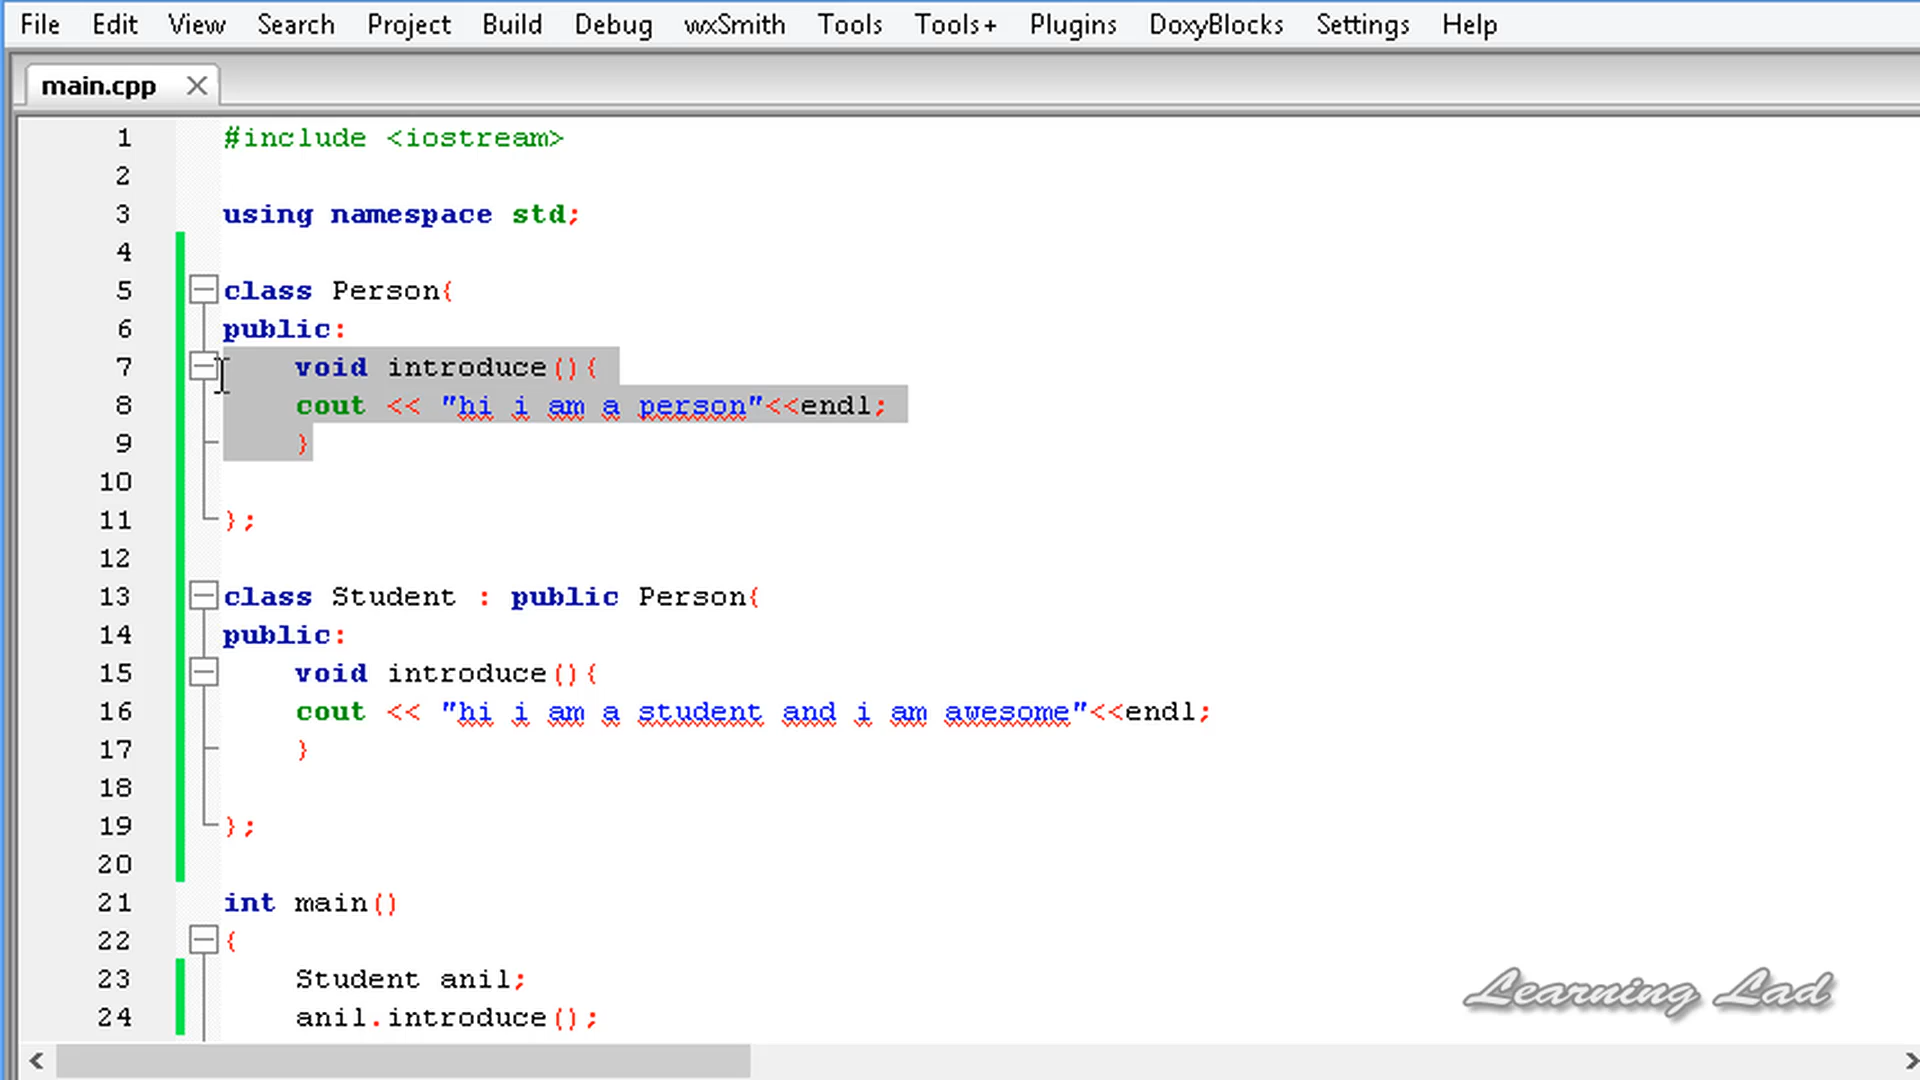 File Edit View Search Project Build Debug wxSmith Tools Tools+ Plugins DoxyBlocks Settings Help
main.cpp
1 #include <iostream>
2
3 using namespace std;
4
5 class Person{
6 public:
7     void introduce(){
8     cout << "hi i am a person"<<endl;
9     }
10
11 };
12
13 class Student : public Person{
14 public:
15     void introduce(){
16     cout << "hi i am a student and i am awesome"<<endl;
17     }
18
19 };
20
21 int main()
22 {
23     Student anil;
24     anil.introduce();
Learning Lad